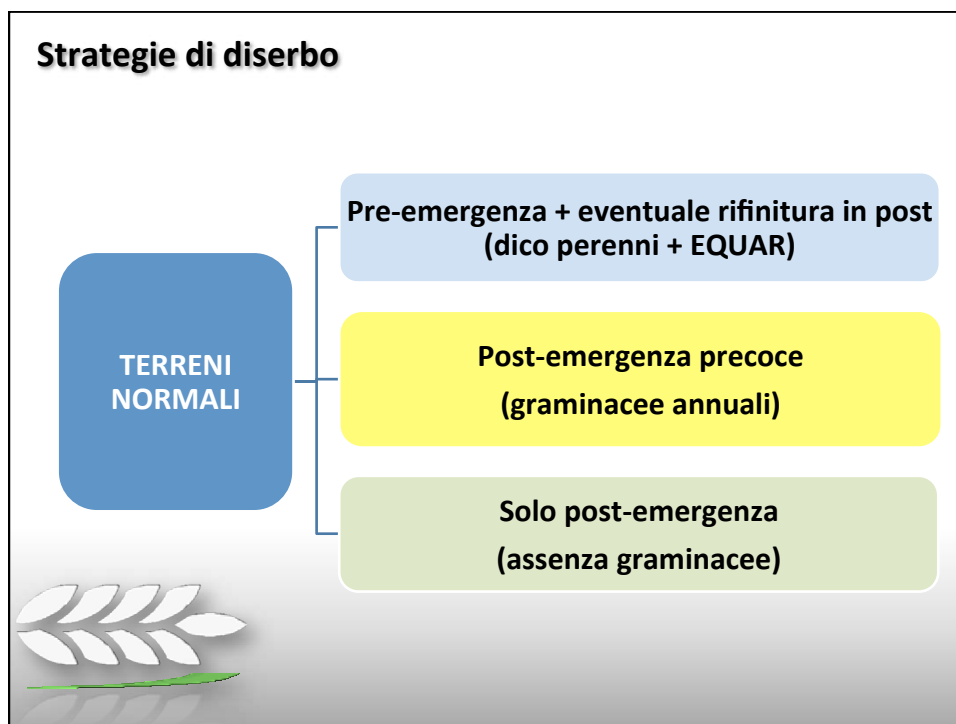 Strategie di diserbo
Pre-emergenza + eventuale rifinitura in post
(dico perenni + EQUAR)
TERRENI
NORMALI
Post-emergenza precoce
(graminacee annuali)
Solo post-emergenza
(assenza graminacee)